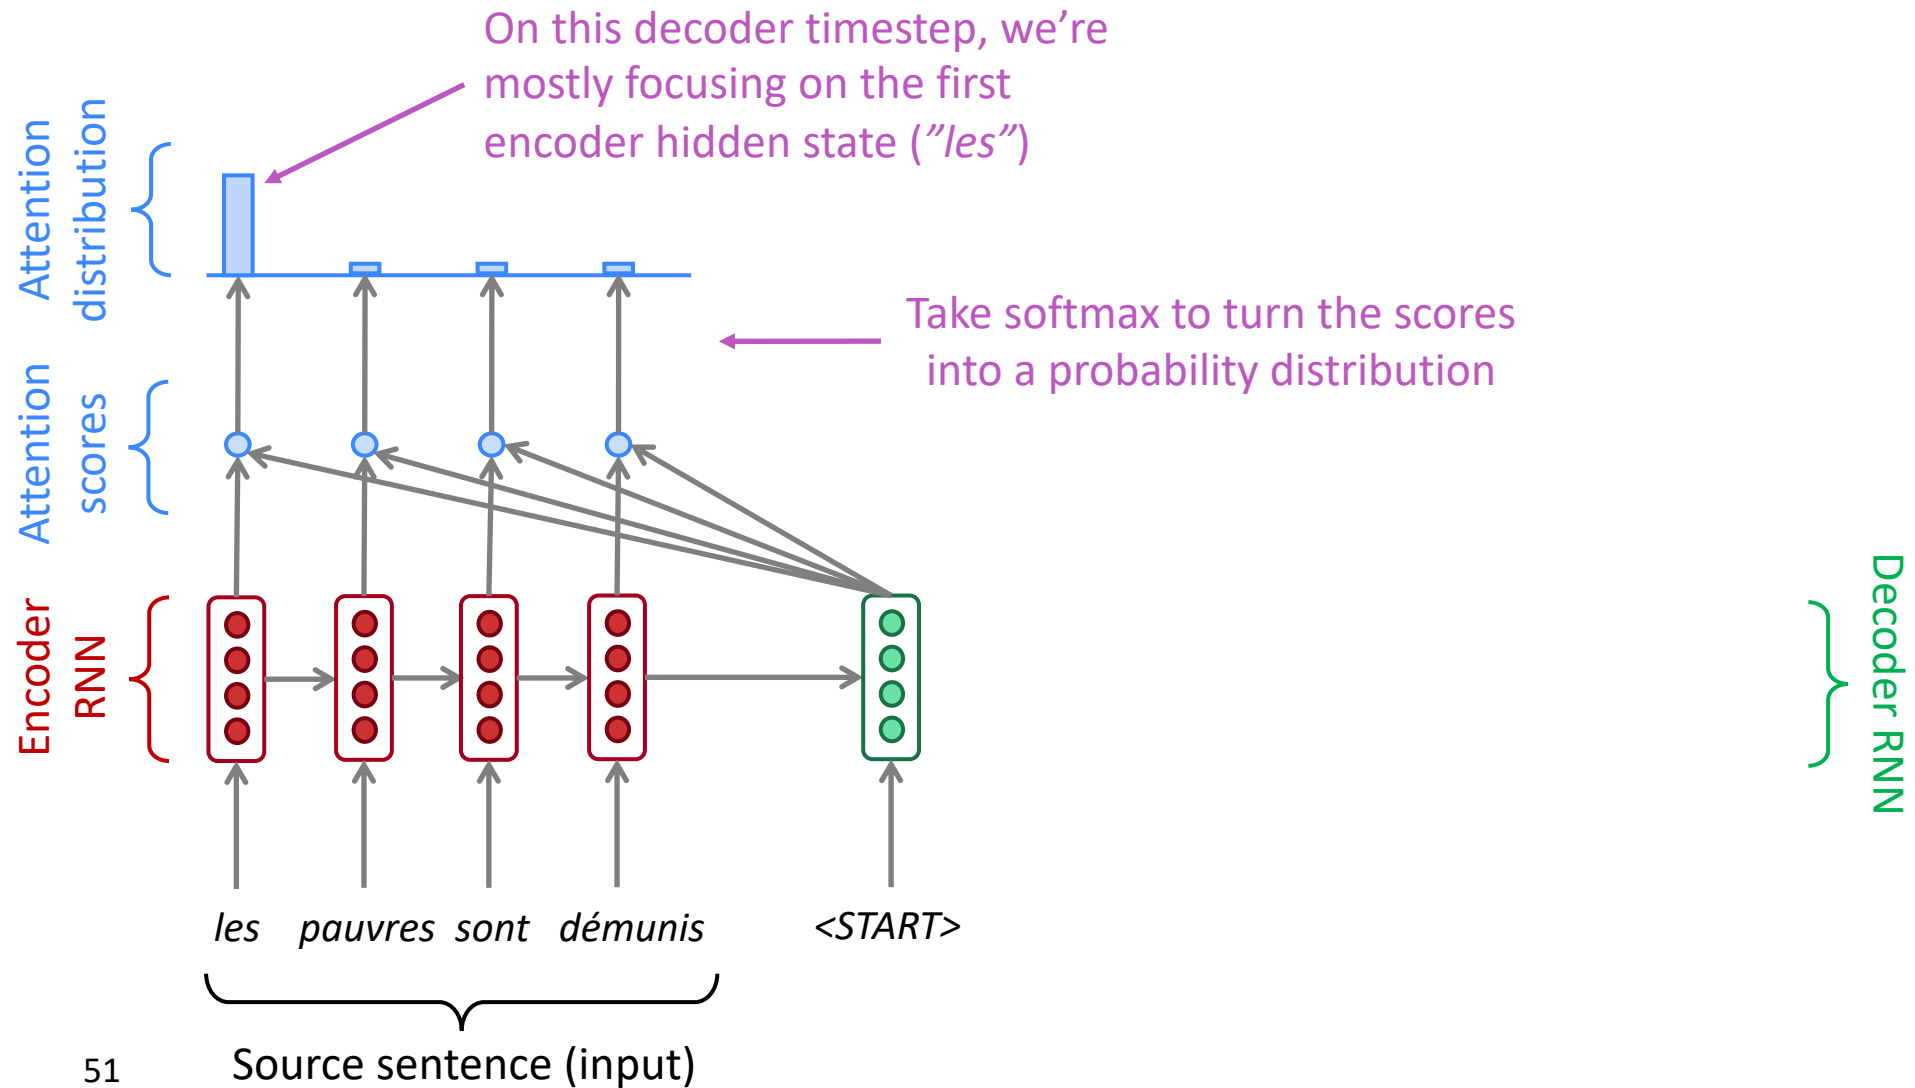 On this decoder timestep, we’re
mostly focusing on the first
encoder hidden state (”les”)
Attention
distribution
Take softmax to turn the scores
into a probability distribution
Attention
scores
Encoder
RNN
Decoder RNN
les pauvres sont démunis <START>
Source sentence (input)
51